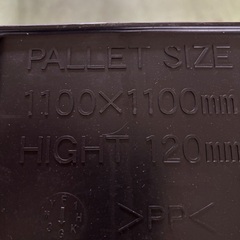 PALLET SIZE
1100×1100mm
HIGHT 120mm
>PP<